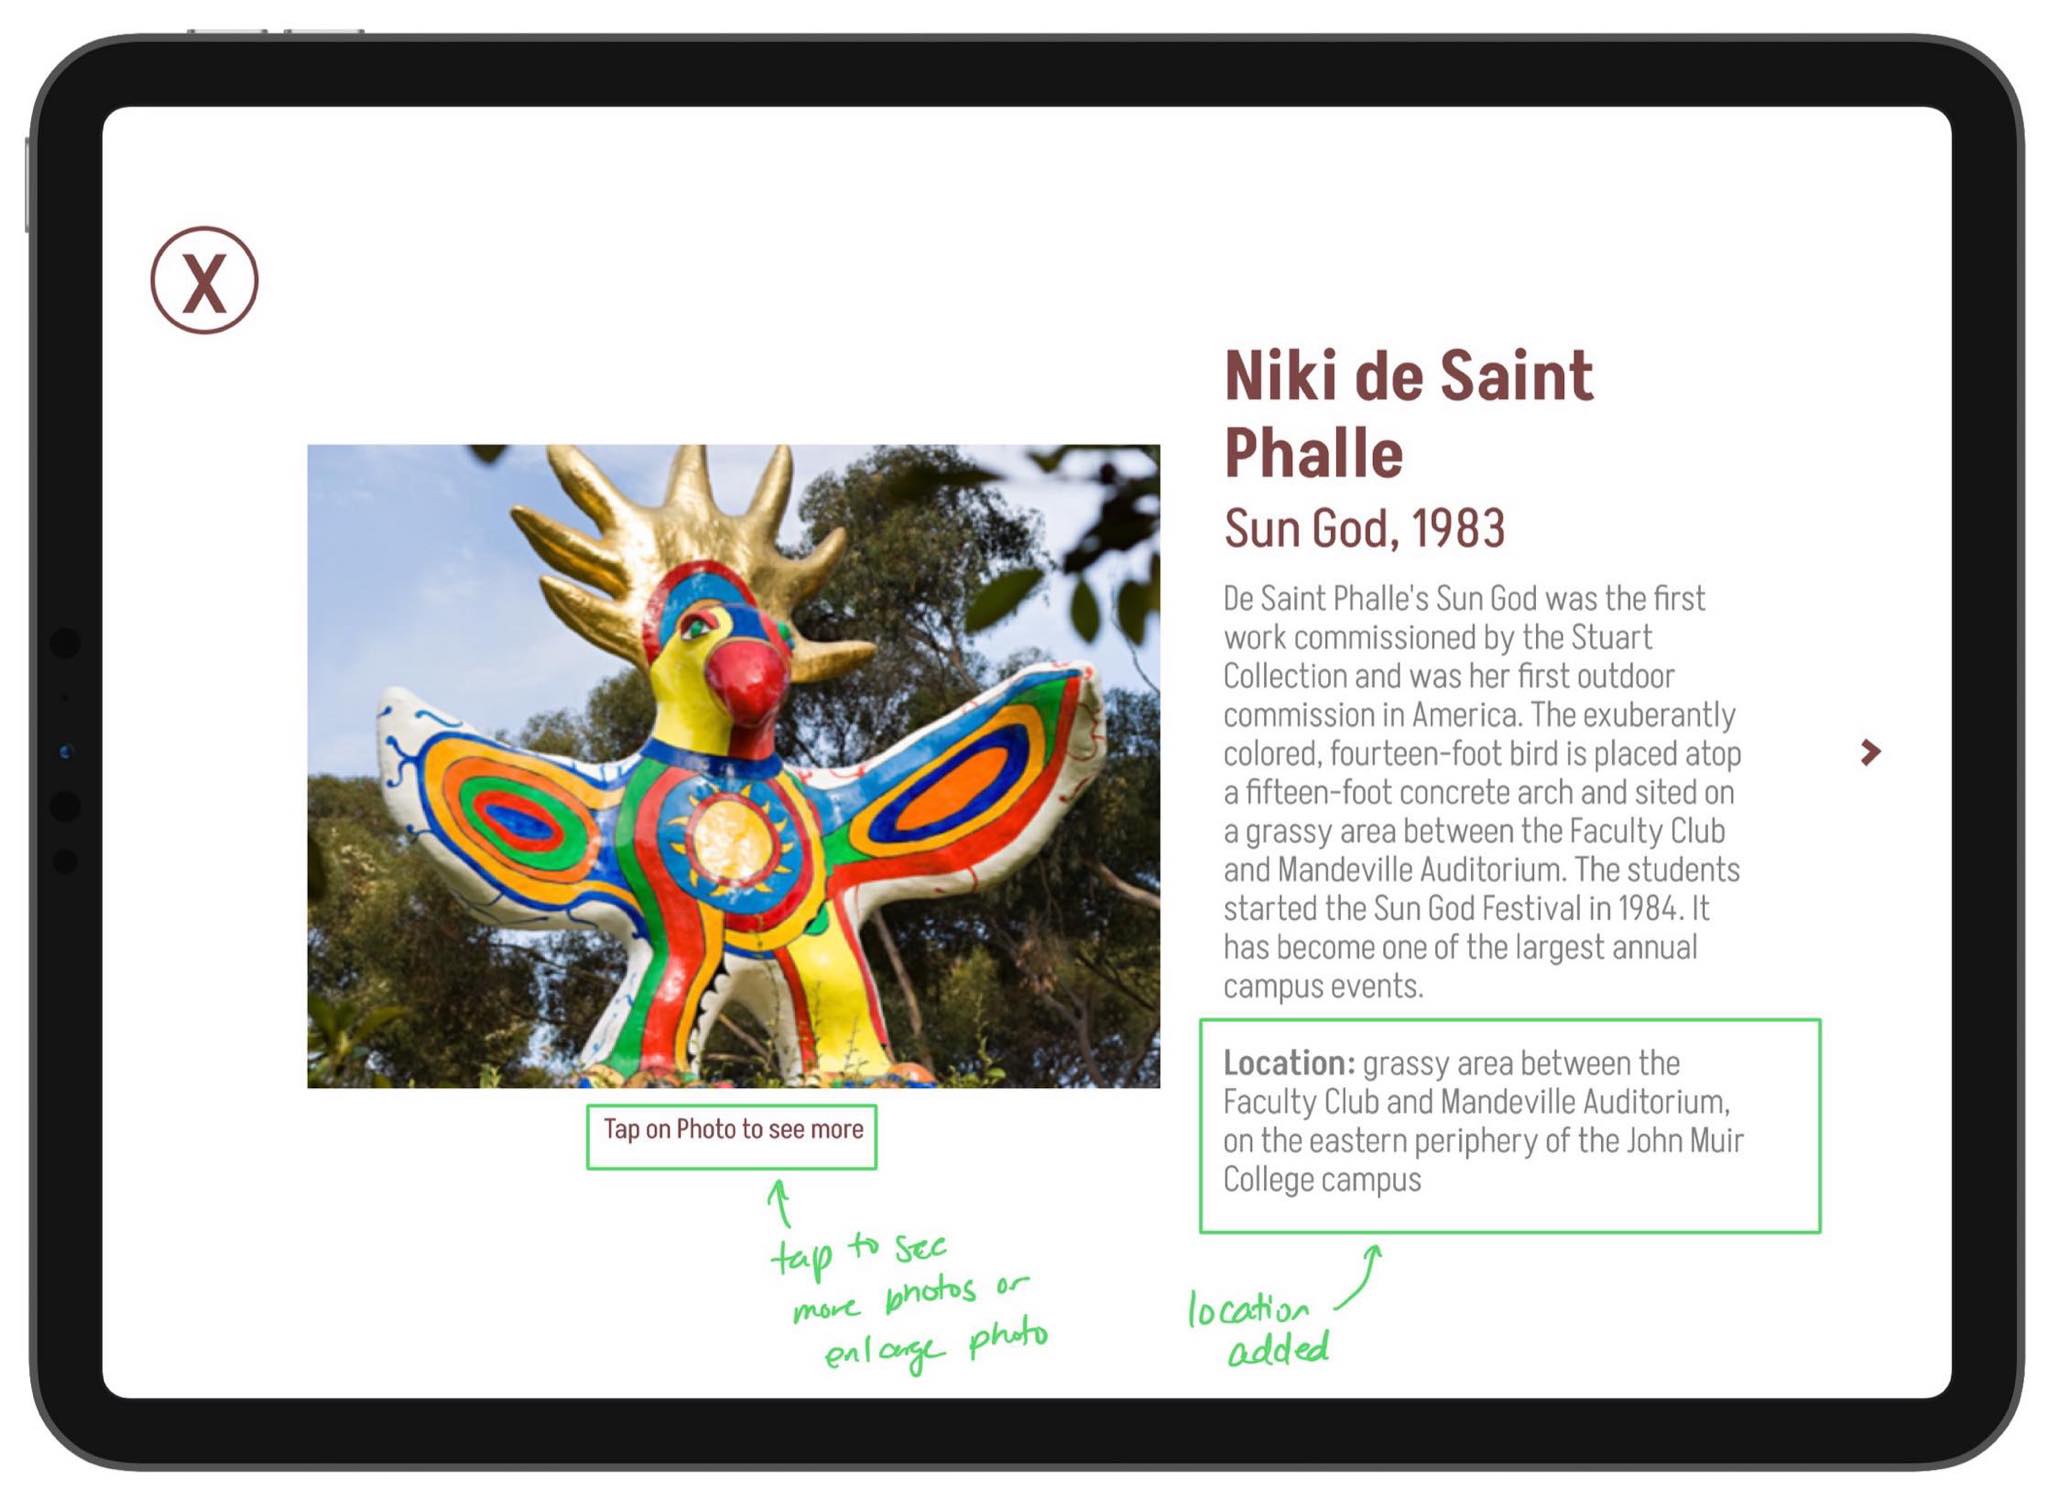 X
Niki de Saint
Phalle
Sun God, 1983
De Saint Phalle's Sun God was the first
work commissioned by the Stuart
Collection and was her first outdoor
commission in America. The exuberantly
colored, fourteen-foot bird is placed atop
a fifteen-foot concrete arch and sited on
a grassy area between the Faculty Club
and Mandeville Auditorium. The students
started the Sun God Festival in 1984. It
has become one of the largest annual
campus events.
Location: grassy area between the
Faculty Club and Mandeville Auditorium,
on the eastern periphery of the John Muir
College campus
Tap on Photo to see more
tap to see
more photos or
enlarge photo
location
added